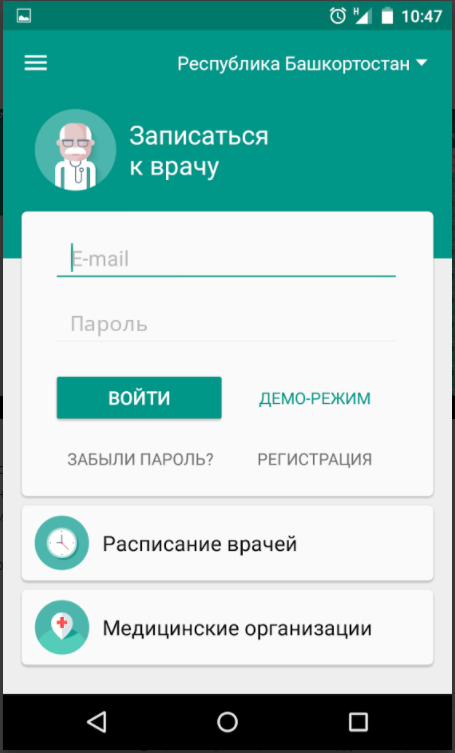 H 10:47
Республика Башкортостан
Записаться
к врачу
E-mail
Пароль
ВОЙТИ
ДЕМО-РЕЖИМ
ЗАБЫЛИ ПАРОЛЬ?
РЕГИСТРАЦИЯ
Расписание врачей
Медицинские организации